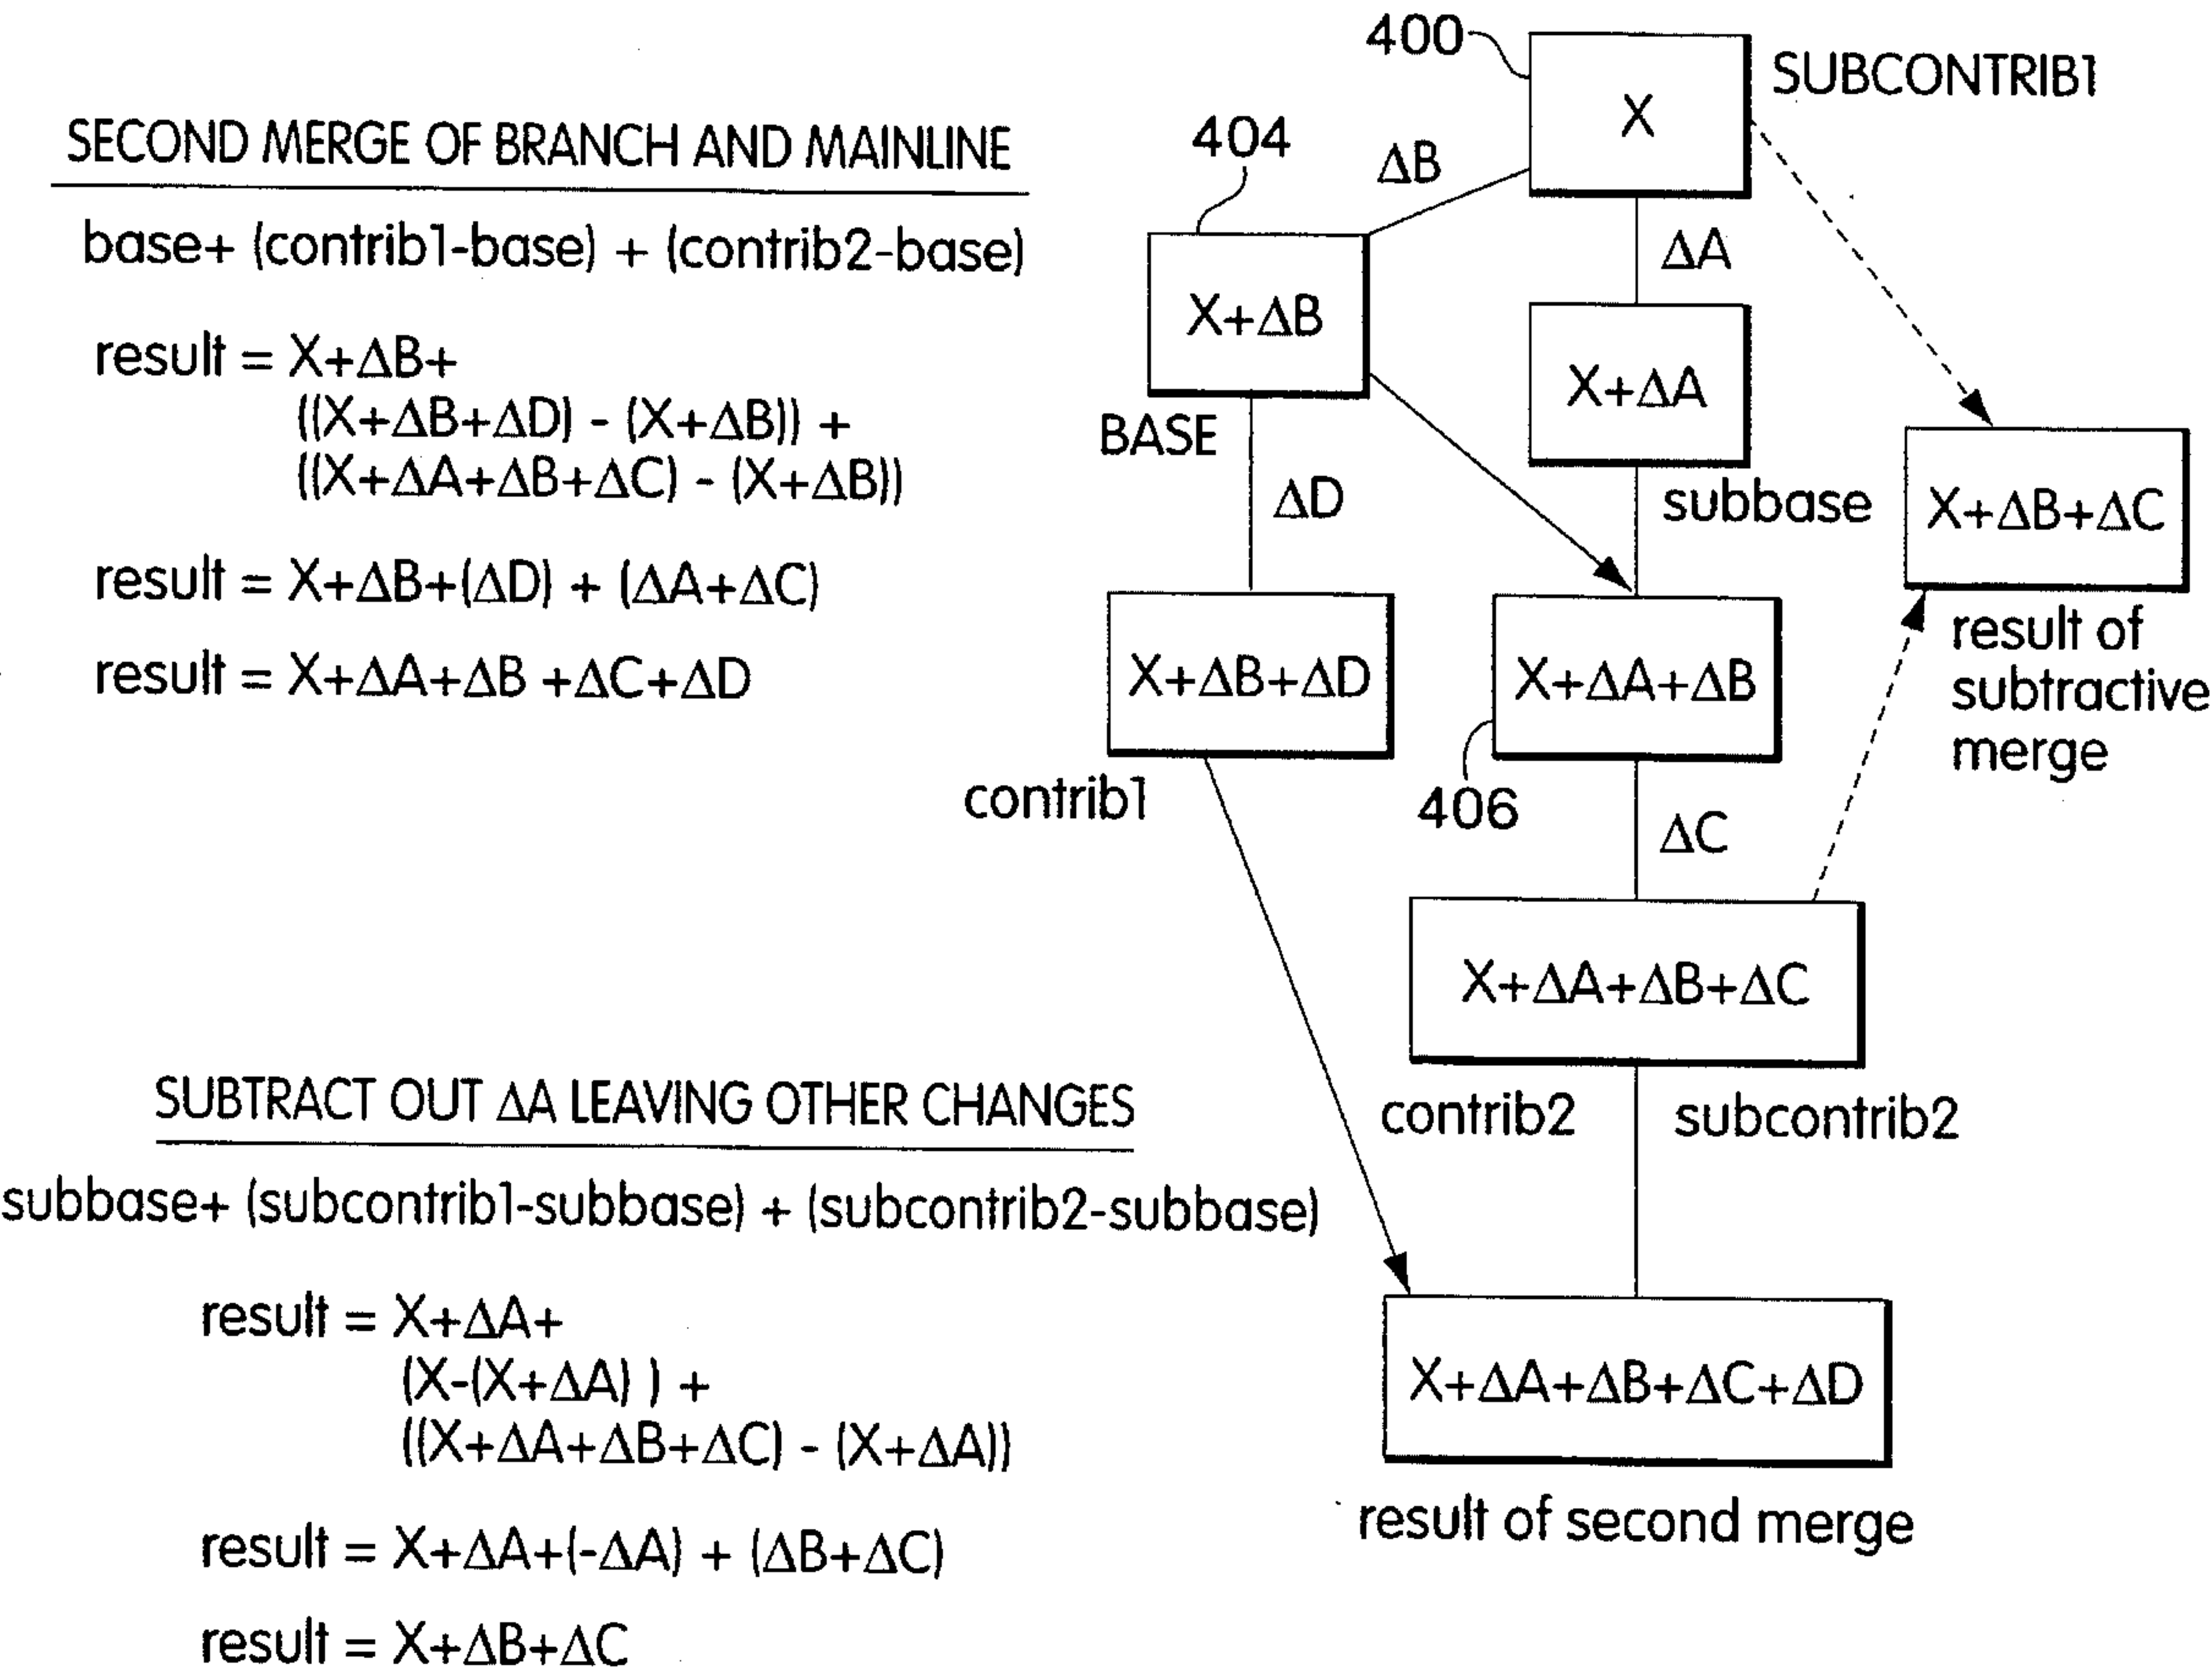 SECOND MERGE OF BRANCH AND MAINLINE
base+ (contrib1-base) + (contrib2-base)
result = X+ΔB+
((X+ΔB+ΔD) - (X+ΔB)) +
((X+ΔA+ΔB+ΔC) - (X+ΔB))
result = X+ΔB+(ΔD) + (ΔA+ΔC)
result = X+ΔA+ΔB +ΔC+ΔD
SUBTRACT OUT ΔA LEAVING OTHER CHANGES
subbase+ (subcontrib1-subbase) + (subcontrib2-subbase)
result = X+ΔA+
(X-(X+ΔA) ) +
((X+ΔA+ΔB+ΔC) - (X+ΔA))
result = X+ΔA+(-ΔA) + (ΔB+ΔC)
result = X+ΔB+ΔC
400
X
SUBCONTRIB1
404
ΔB
ΔA
X+ΔB
X+ΔA
BASE
ΔD
subbase
X+ΔB+ΔC
result of
subtractive
merge
X+ΔB+ΔD
X+ΔA+ΔB
contrib1
406
ΔC
X+ΔA+ΔB+ΔC
contrib2
subcontrib2
X+ΔA+ΔB+ΔC+ΔD
result of second merge